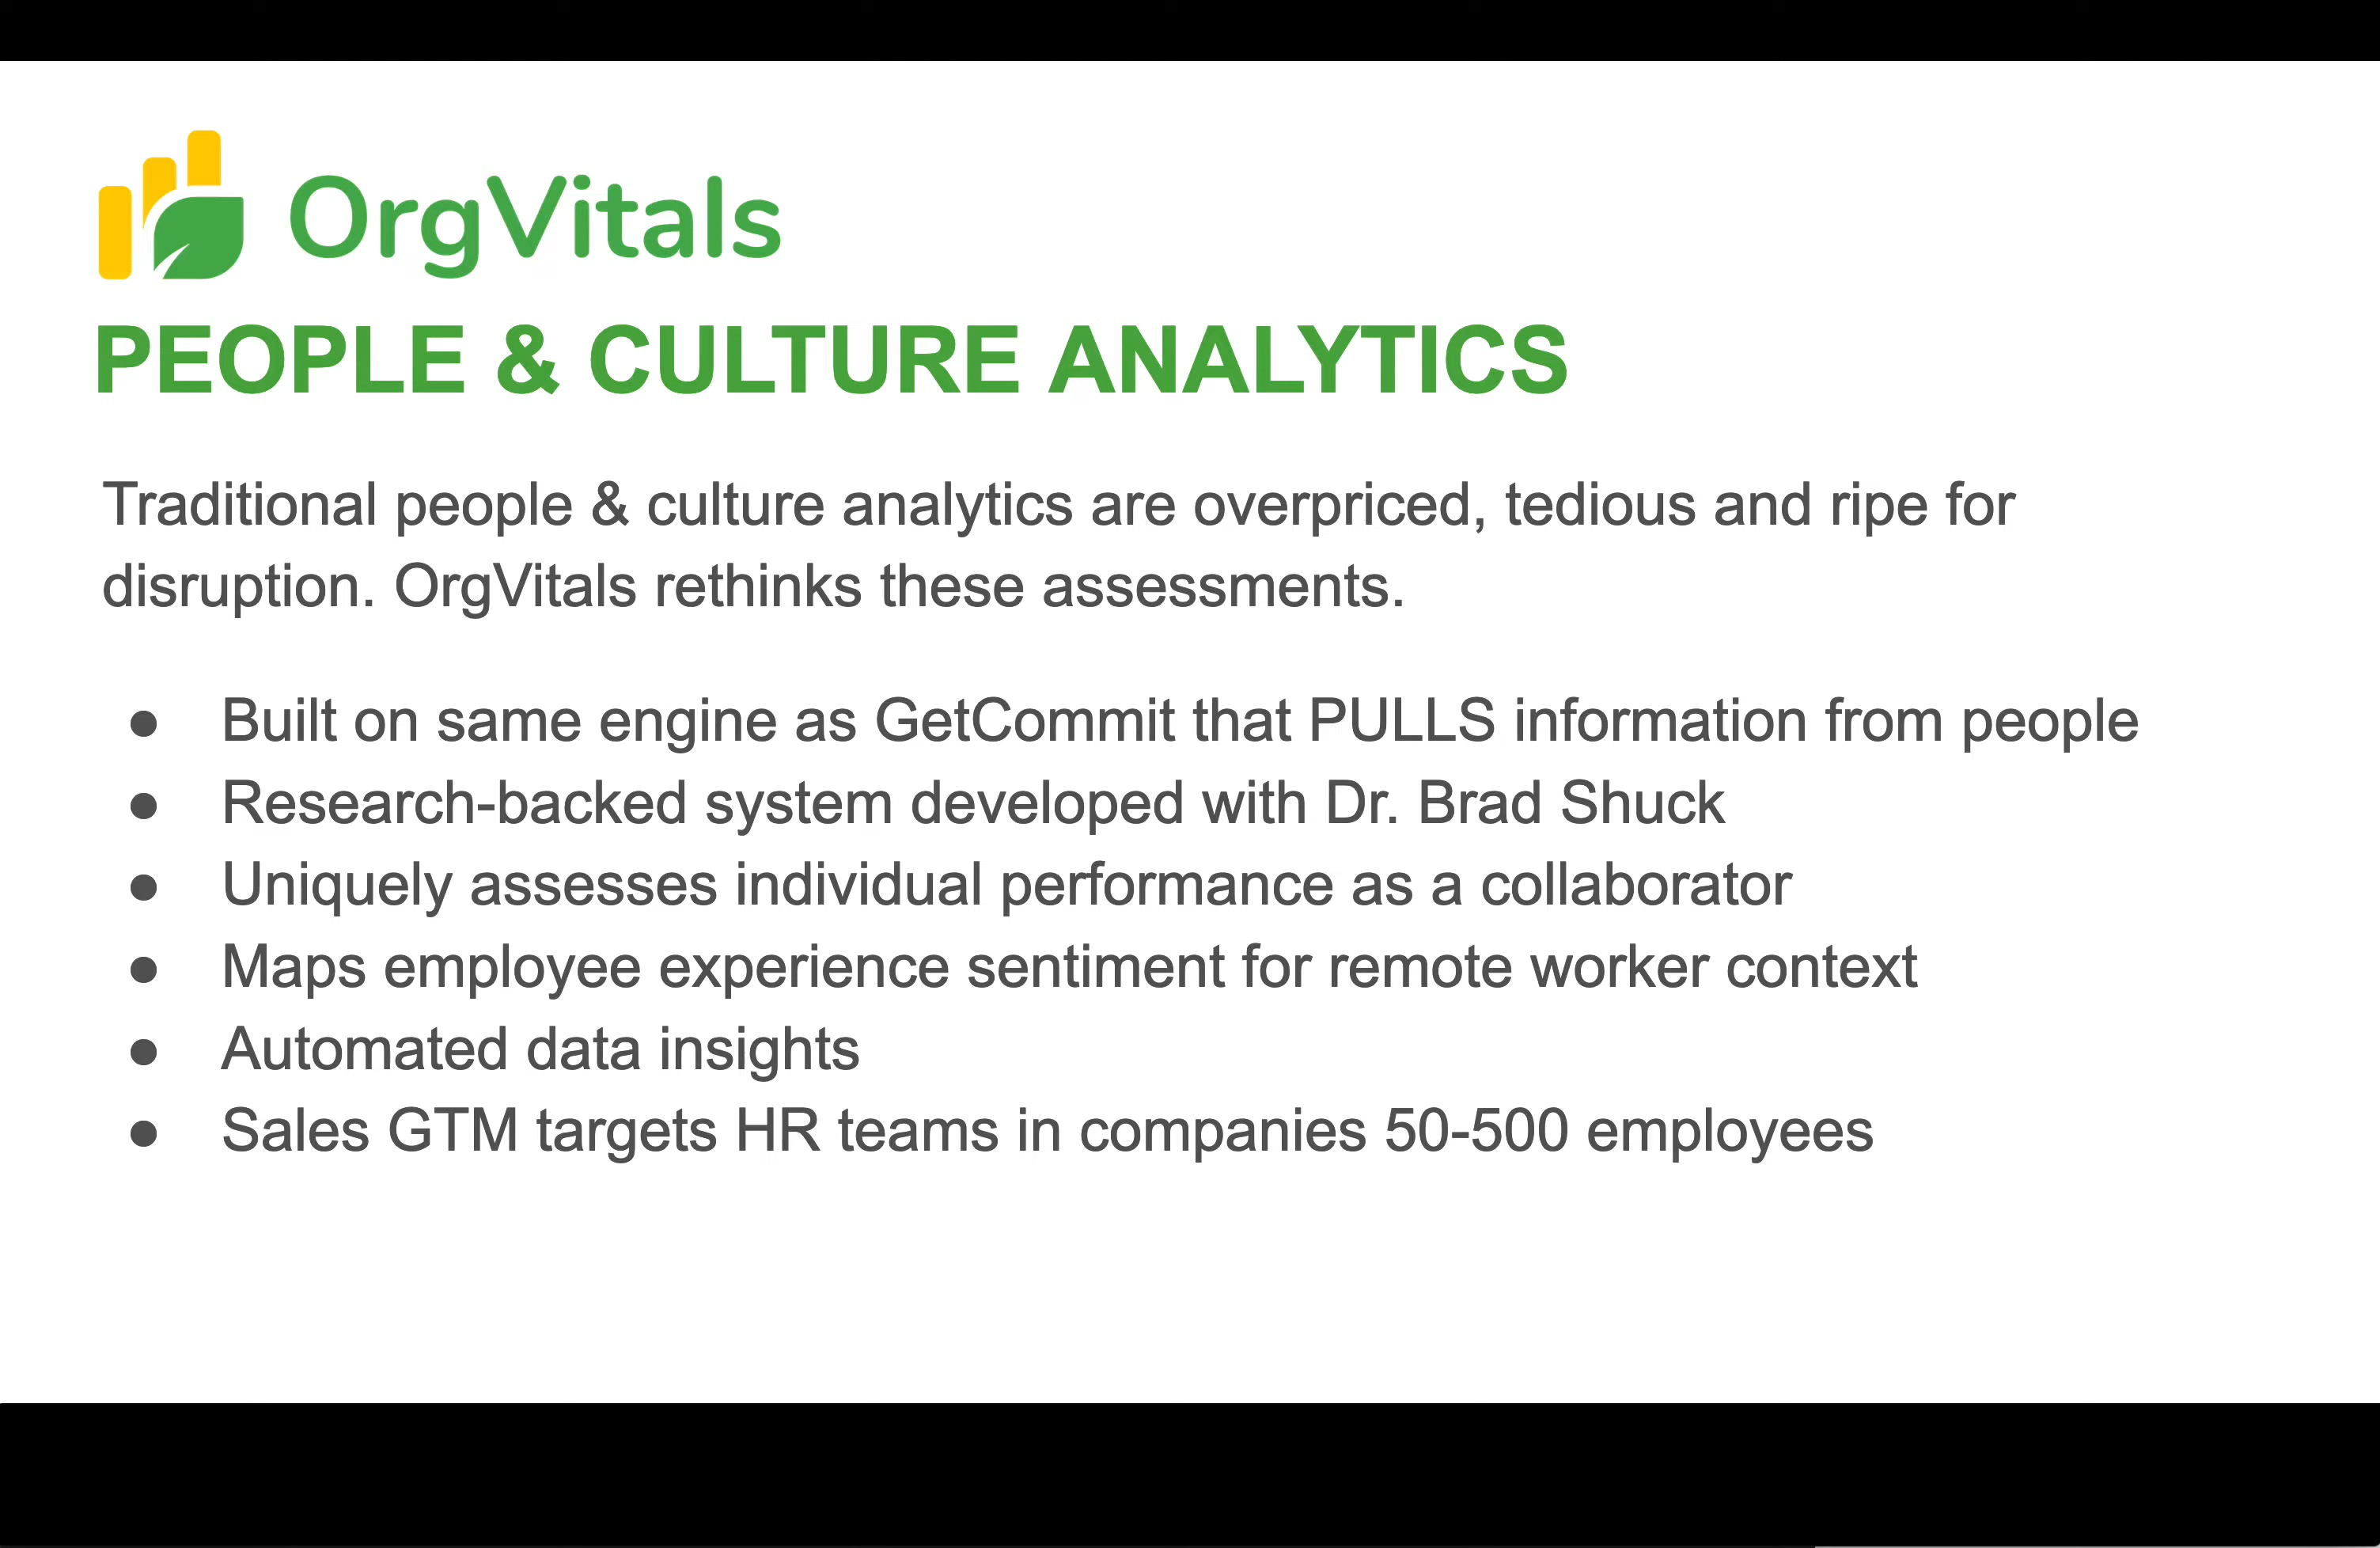 OrgVitals
PEOPLE & CULTURE ANALYTICS
Traditional people & culture analytics are overpriced, tedious and ripe for
disruption. OrgVitals rethinks these assessments.
● Built on same engine as GetCommit that PULLS information from people
● Research-backed system developed with Dr. Brad Shuck
● Uniquely assesses individual performance as a collaborator
● Maps employee experience sentiment for remote worker context
● Automated data insights
● Sales GTM targets HR teams in companies 50-500 employees